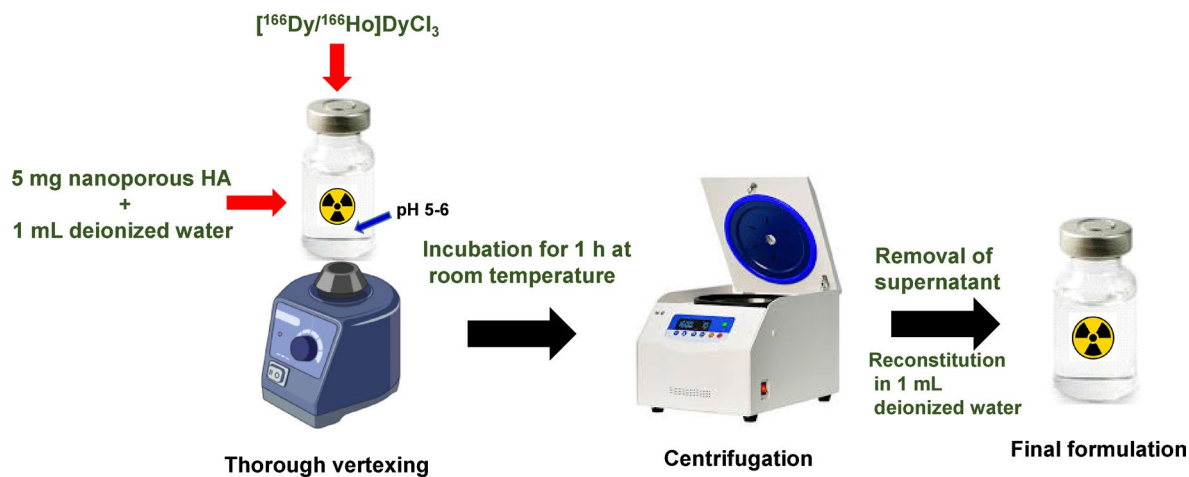 [¹⁶⁶Dy/¹⁶⁶Ho]DyCl₃
5 mg nanoporous HA
+
1 mL deionized water
pH 5-6
Thorough vertexing
Incubation for 1 h at
room temperature
Centrifugation
Removal of
supernatant
Reconstitution
in 1 mL
deionized water
Final formulation